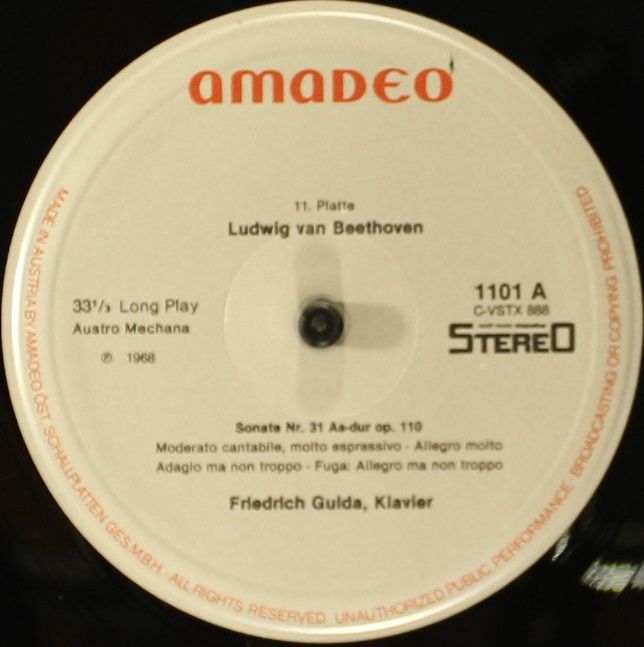 amaDEO
11. Platte
Ludwig van Beethoven
33 1/3 Long Play
Austro Mechana
℗ 1968
1101 A
C-VSTX 888
STEREO
Sonate Nr. 31 As-dur op. 110
Moderato cantabile, molto espressivo - Allegro molto
Adagio ma non troppo - Fuga: Allegro ma non troppo
Friedrich Gulda, Klavier
MADE IN AUSTRIA BY AMADEO ÖST. SCHALLPLATTEN GES.M.B.H. · ALL RIGHTS RESERVED UNAUTHORIZED PUBLIC PERFORMANCE BROADCASTING OR COPYING PROHIBITED